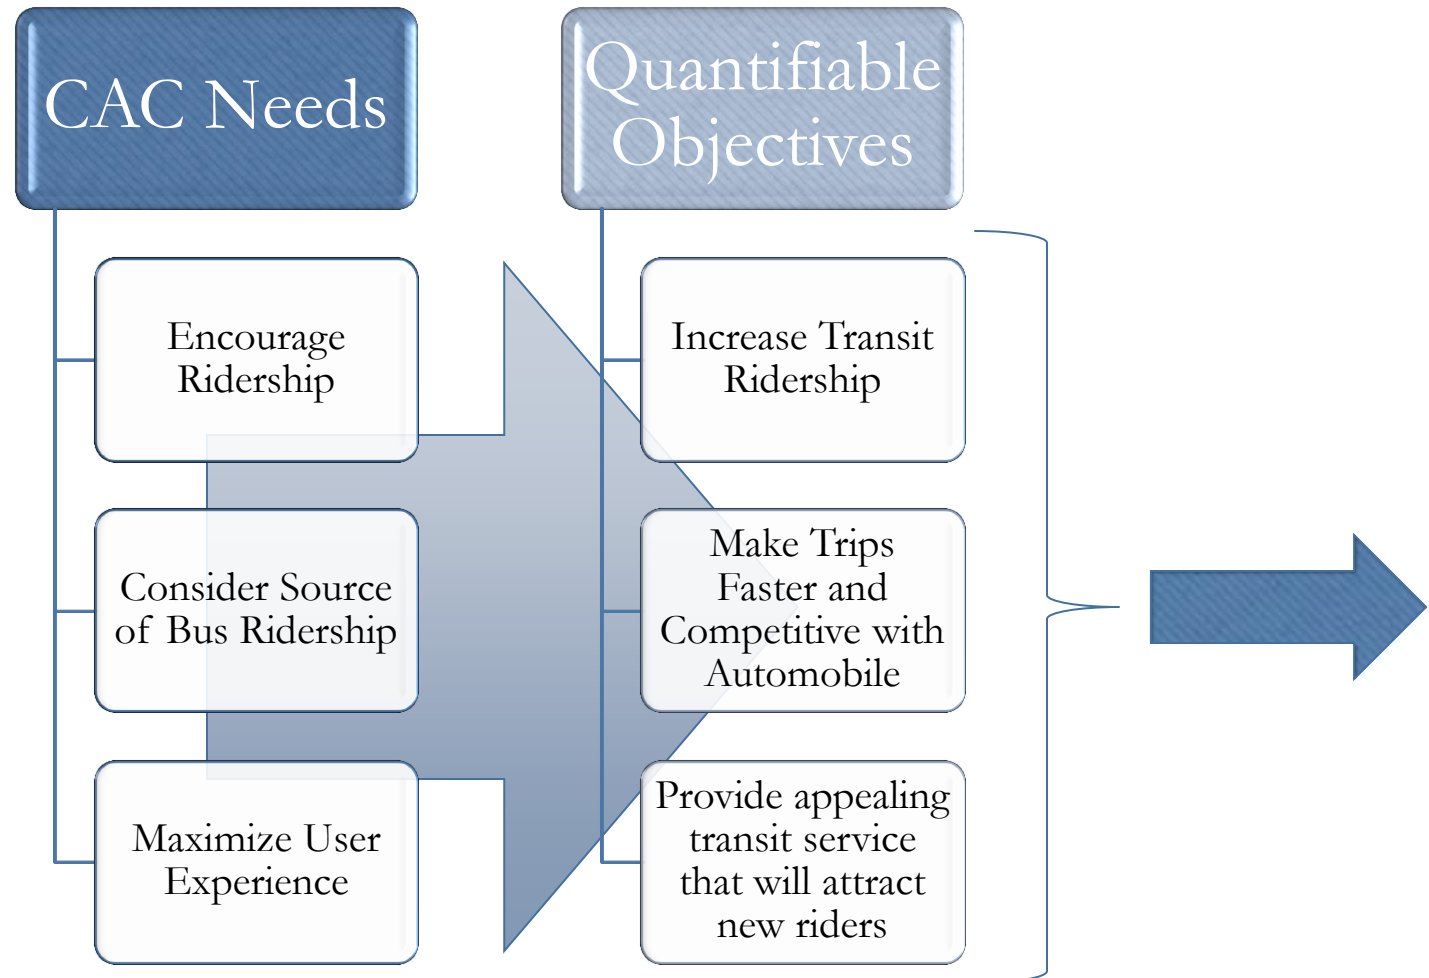 CAC Needs
Encourage
Ridership
Consider Source
of Bus Ridership
Maximize User
Experience
Quantifiable
Objectives
Increase Transit
Ridership
Make Trips
Faster and
Competitive with
Automobile
Provide appealing
transit service
that will attract
new riders